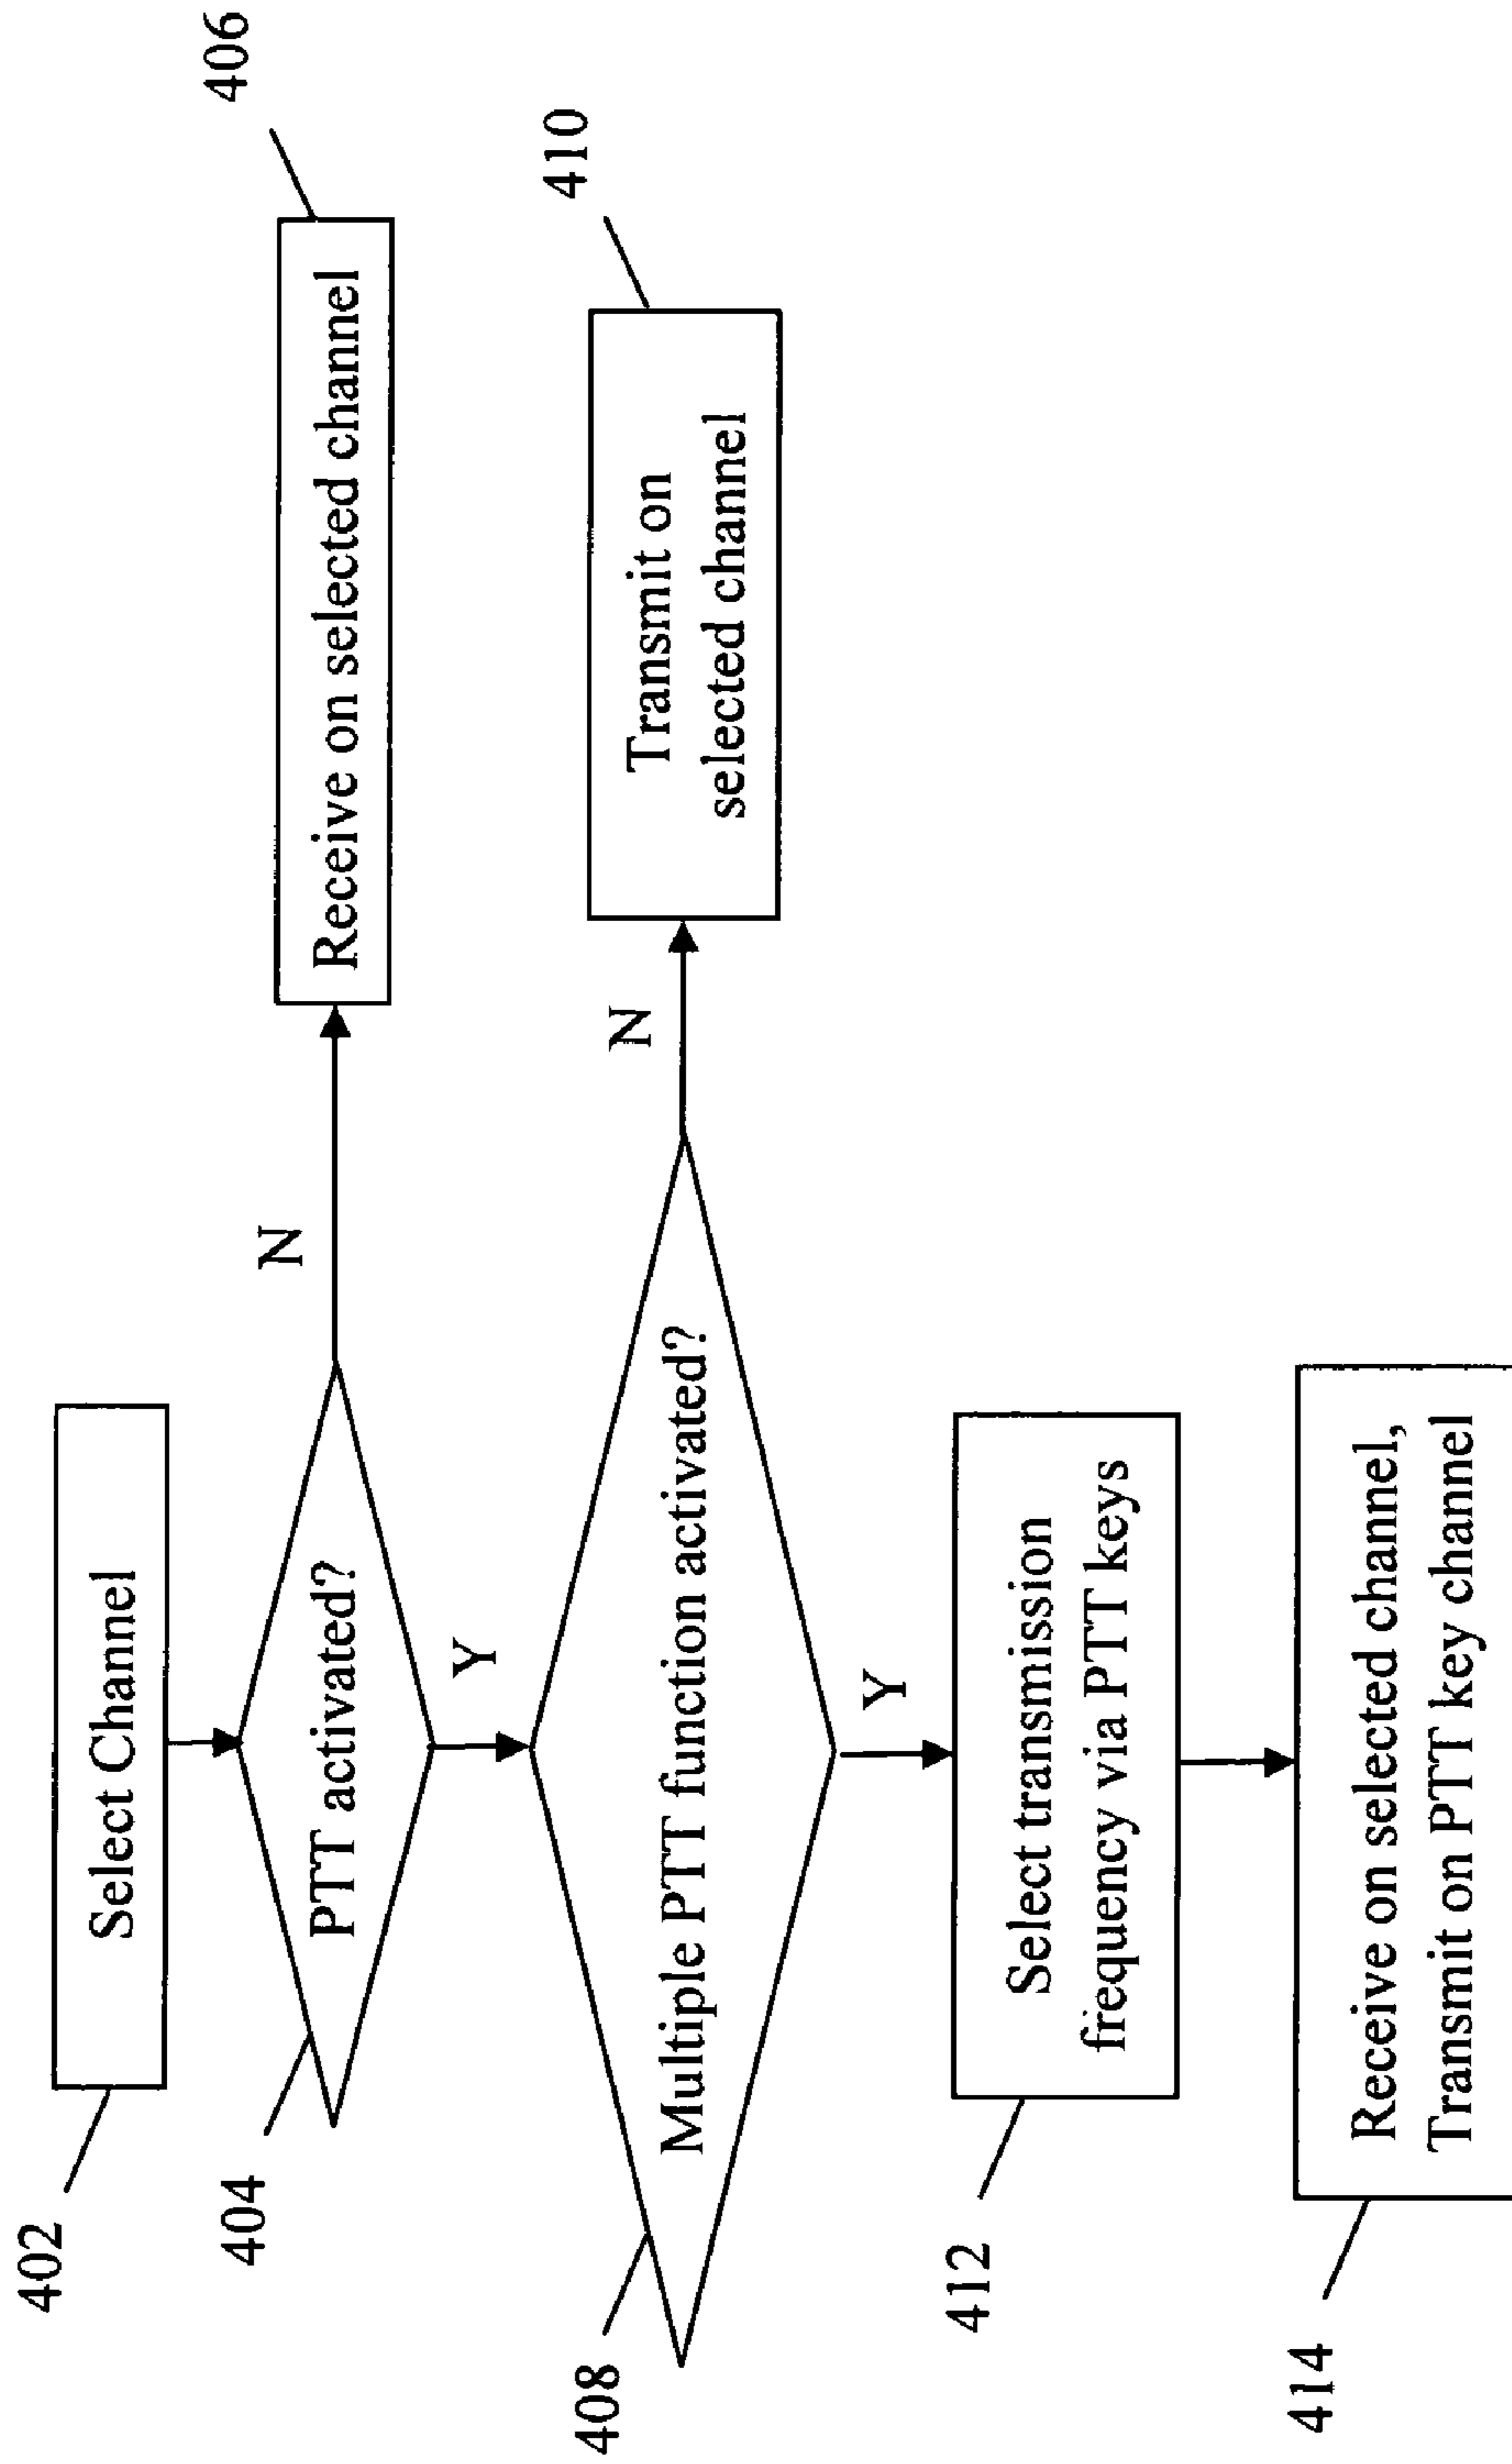 402
Select Channel
404
PTT activated?
N
406
Receive on selected channel
Y
408
Multiple PTT function activated?
N
410
Transmit on
selected channel
Y
412
Select transmission
frequency via PTT keys
414
Receive on selected channel,
Transmit on PTT key channel